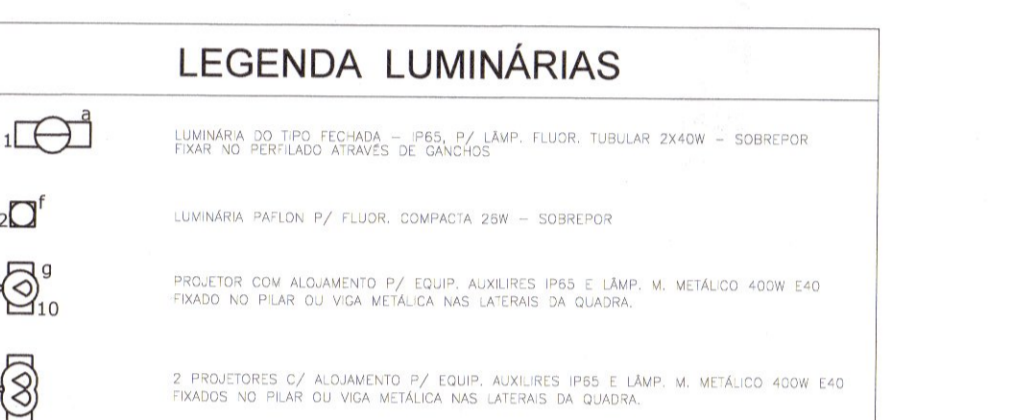 LEGENDA LUMINÁRIAS
a
1
LUMINÁRIA DO TIPO FECHADA – IP65, P/ LÂMP. FLUOR. TUBULAR 2X40W – SOBREPOR
FIXAR NO PERFILADO ATRAVÉS DE GANCHOS
f
2
LUMINÁRIA PAFLON P/ FLUOR. COMPACTA 25W – SOBREPOR
g
10
PROJETOR COM ALOJAMENTO P/ EQUIP. AUXILIRES IP65 E LÂMP. M. METÁLICO 400W E40
FIXADO NO PILAR OU VIGA METÁLICA NAS LATERAIS DA QUADRA.
2 PROJETORES C/ ALOJAMENTO P/ EQUIP. AUXILIRES IP65 E LÂMP. M. METÁLICO 400W E40
FIXADOS NO PILAR OU VIGA METÁLICA NAS LATERAIS DA QUADRA.